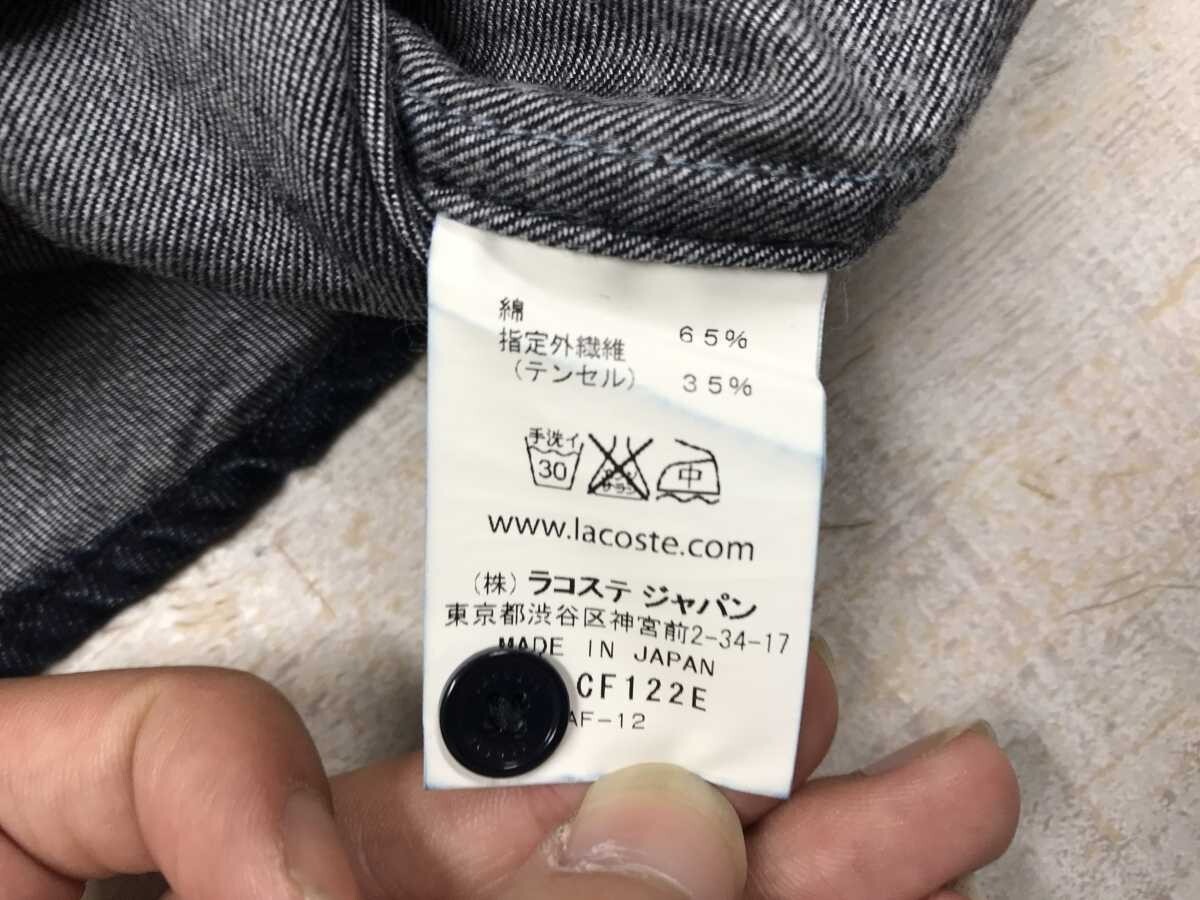 綿 65%
指定外繊維
(テンセル) 35%
手洗イ
30 中
www.lacoste.com
(株) ラコステ ジャパン
東京都渋谷区神宮前2-34-17
MADE IN JAPAN
CF122E
AF-12